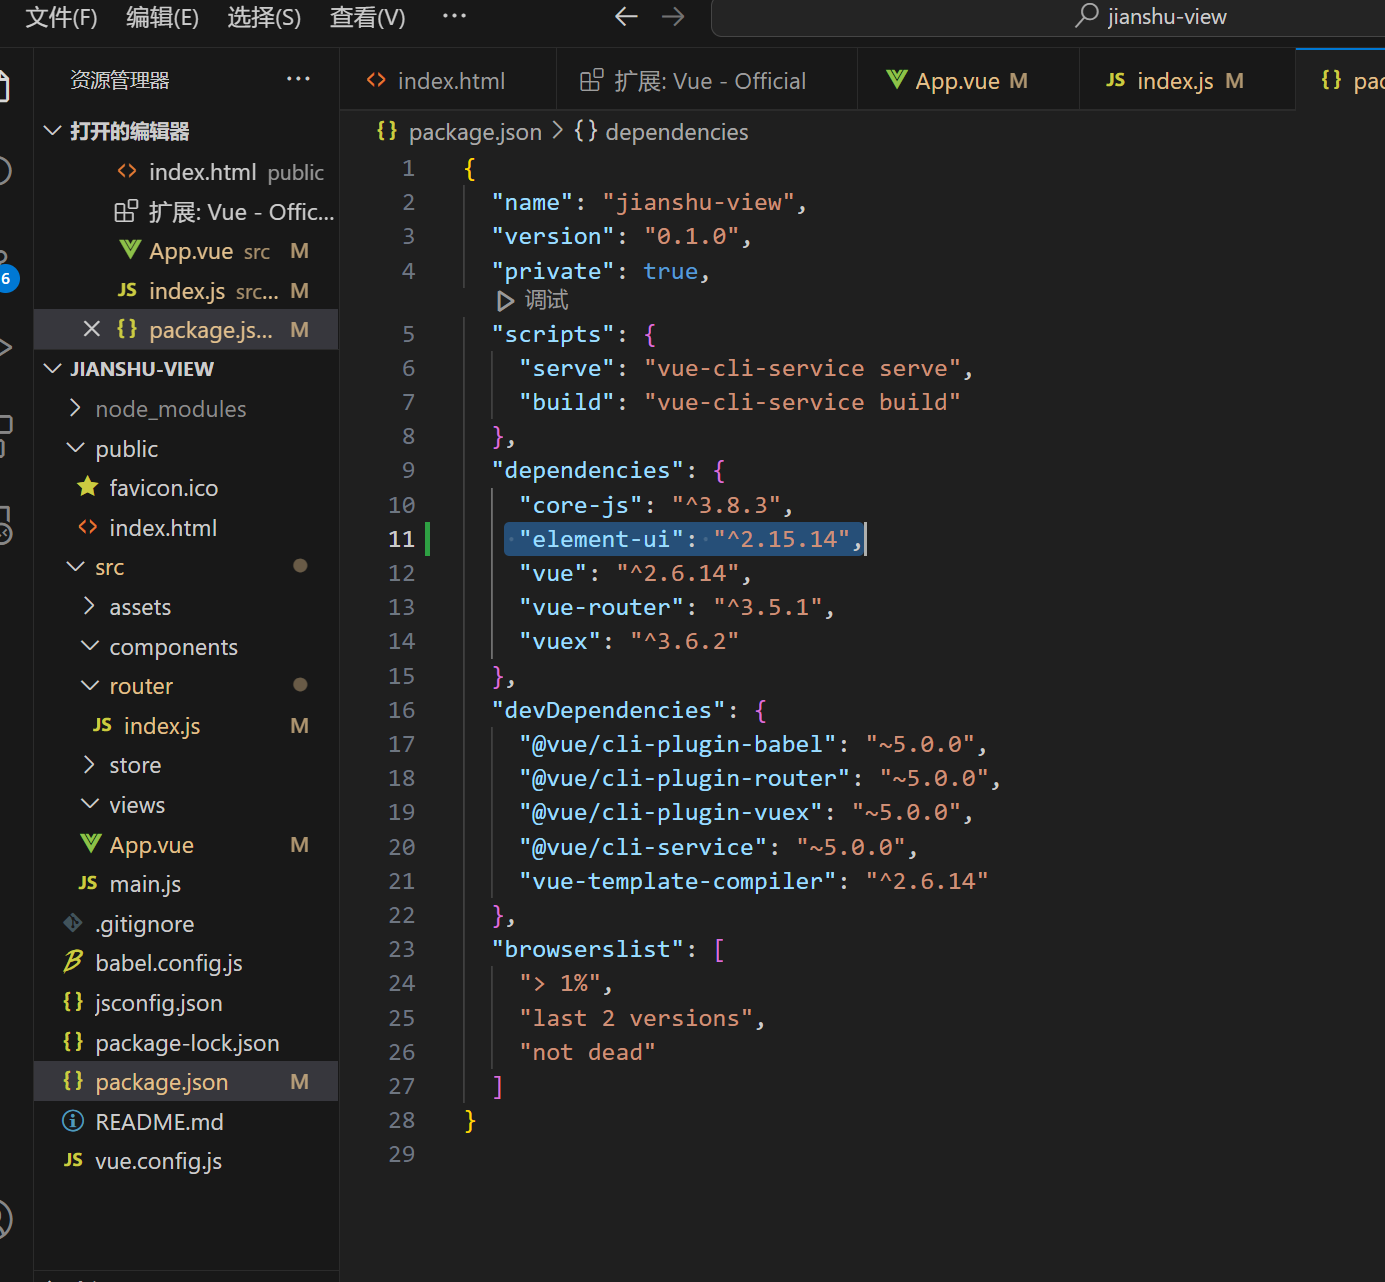 文件(F) 编辑(E) 选择(S) 查看(V) ··· jianshu-view
资源管理器 ···
打开的编辑器
index.html public
扩展: Vue - Offic...
App.vue src M
index.js src... M
package.js... M
6
JIANSHU-VIEW
node_modules
public
favicon.ico
index.html
src
assets
components
router
JS index.js M
store
views
App.vue M
JS main.js
.gitignore
babel.config.js
{} jsconfig.json
{} package-lock.json
{} package.json M
README.md
JS vue.config.js
index.html 扩展: Vue - Official App.vue M JS index.js M {} pac
{} package.json > {} dependencies
1 {
2 "name": "jianshu-view",
3 "version": "0.1.0",
4 "private": true,
调试
5 "scripts": {
6 "serve": "vue-cli-service serve",
7 "build": "vue-cli-service build"
8 },
9 "dependencies": {
10 "core-js": "^3.8.3",
11 "element-ui": "^2.15.14",
12 "vue": "^2.6.14",
13 "vue-router": "^3.5.1",
14 "vuex": "^3.6.2"
15 },
16 "devDependencies": {
17 "@vue/cli-plugin-babel": "~5.0.0",
18 "@vue/cli-plugin-router": "~5.0.0",
19 "@vue/cli-plugin-vuex": "~5.0.0",
20 "@vue/cli-service": "~5.0.0",
21 "vue-template-compiler": "^2.6.14"
22 },
23 "browserslist": [
24 "> 1%",
25 "last 2 versions",
26 "not dead"
27 ]
28 }
29